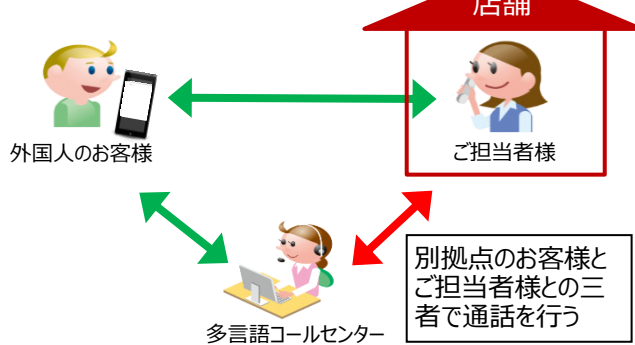 店舗
外国人のお客様
ご担当者様
別拠点のお客様と
ご担当者様との三
者で通話を行う
多言語コールセンター